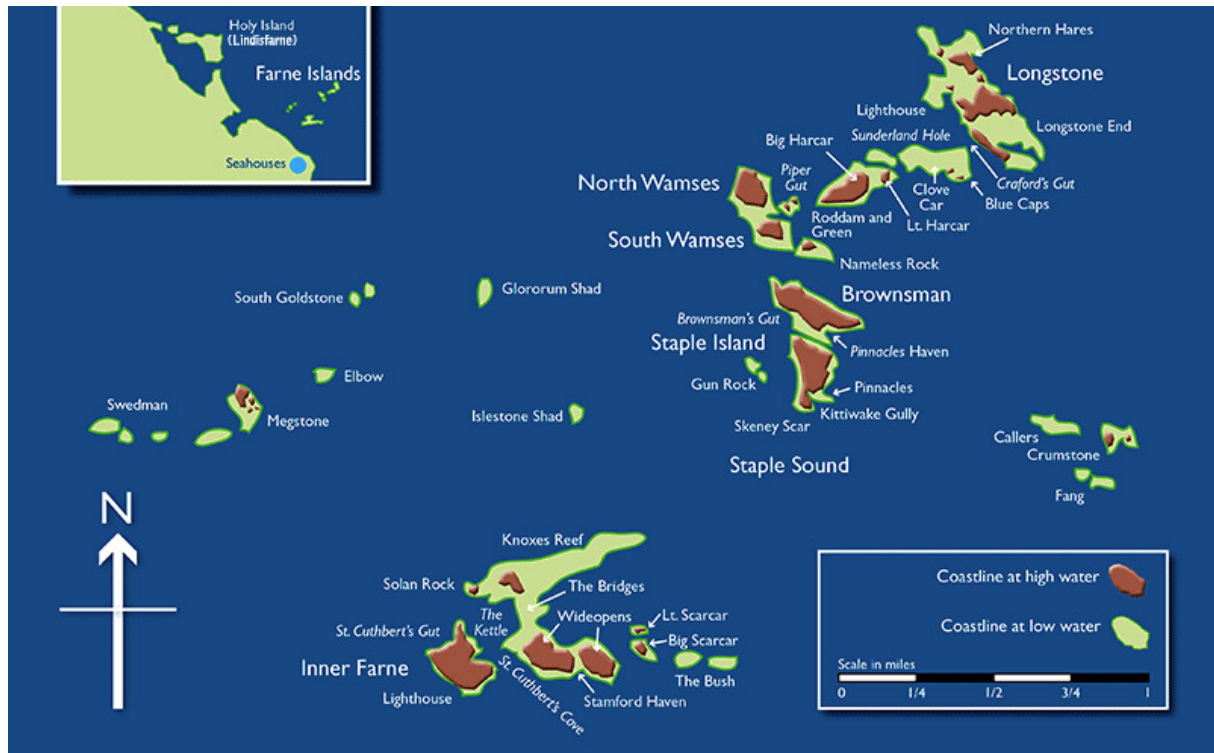 Holy Island
(Lindisfarne)
Farne Islands
Seahouses
Northern Hares
Longstone
Lighthouse
Longstone End
Sunderland Hole
Big Harcar
Piper
Gut
North Wamses
Craford's Gut
Clove
Car
Blue Caps
Roddam and
Green
Lt. Harcar
South Wamses
Nameless Rock
South Goldstone
Glororum Shad
Brownsman
Brownsman's Gut
Staple Island
Pinnacles Haven
Elbow
Gun Rock
Pinnacles
Swedman
Megstone
Islestone Shad
Kittiwake Gully
Skeney Scar
Callers
Crumstone
Staple Sound
Fang
N
Knoxes Reef
Solan Rock
The Bridges
The
Kettle
Wideopens
Lt. Scarcar
St. Cuthbert's Gut
Big Scarcar
Inner Farne
The Bush
Lighthouse
St. Cuthbert's Cove
Stamford Haven
Coastline at high water
Coastline at low water
Scale in miles
0 1/4 1/2 3/4 1